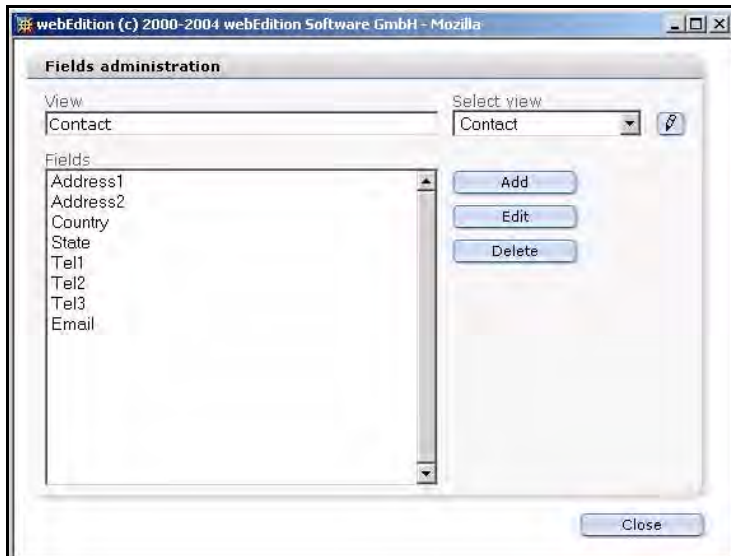 webEdition (c) 2000-2004 webEdition Software GmbH - Mozilla
Fields administration
View
Select view
Contact
Contact
Fields
Address1
Address2
Country
State
Tel1
Tel2
Tel3
Email
Add
Edit
Delete
Close